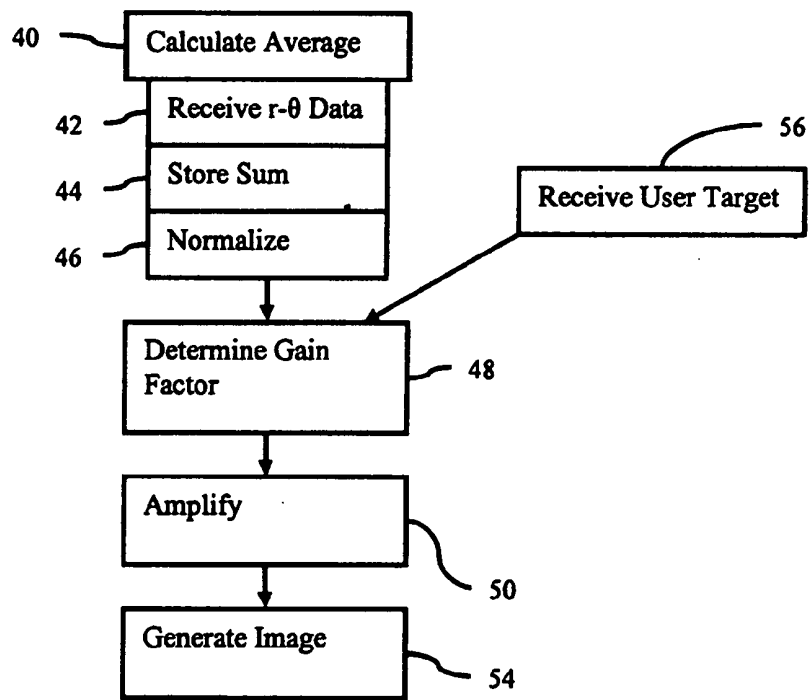 40
Calculate Average
42
Receive r-θ Data
56
44
Store Sum
Receive User Target
46
Normalize
Determine Gain
Factor
48
Amplify
50
Generate Image
54